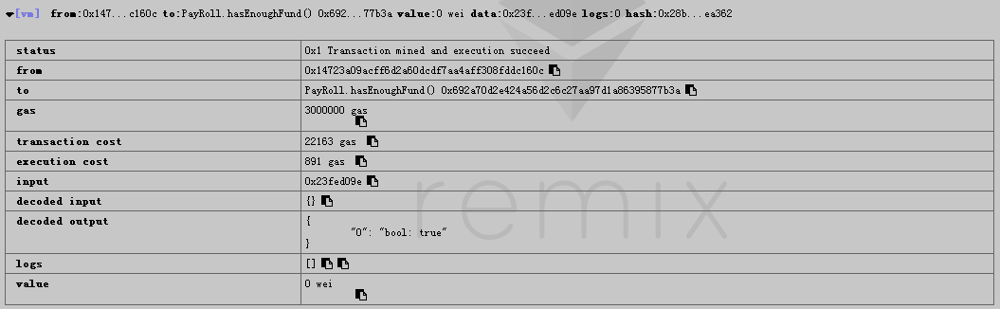 [vm] from:0x147...c160c to:PayRoll.hasEnoughFund() 0x692...77b3a value:0 wei data:0x23f...ed09e logs:0 hash:0x28b...ea362
status 0x1 Transaction mined and execution succeed
from 0x14723a09acff6d2a60dcdf7aa4aff308fddc160c
to PayRoll.hasEnoughFund() 0x692a70d2e424a56d2c6c27aa97d1a86395877b3a
gas 3000000 gas
transaction cost 22163 gas
execution cost 891 gas
input 0x23fed09e
decoded input {}
decoded output {
"0": "bool: true"
}
logs []
value 0 wei
remix